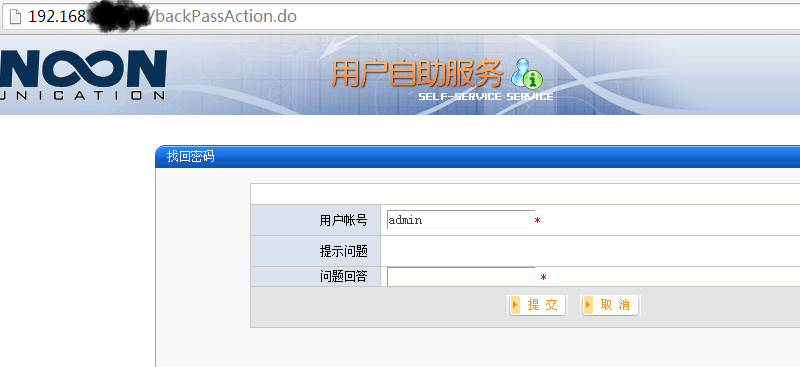 192.168. /backPassAction.do
NOON
UNICATION
用户自助服务
SELF-SERVICE SERVICE
找回密码
用户帐号 admin *
提示问题
问题回答 *
提 交 取 消